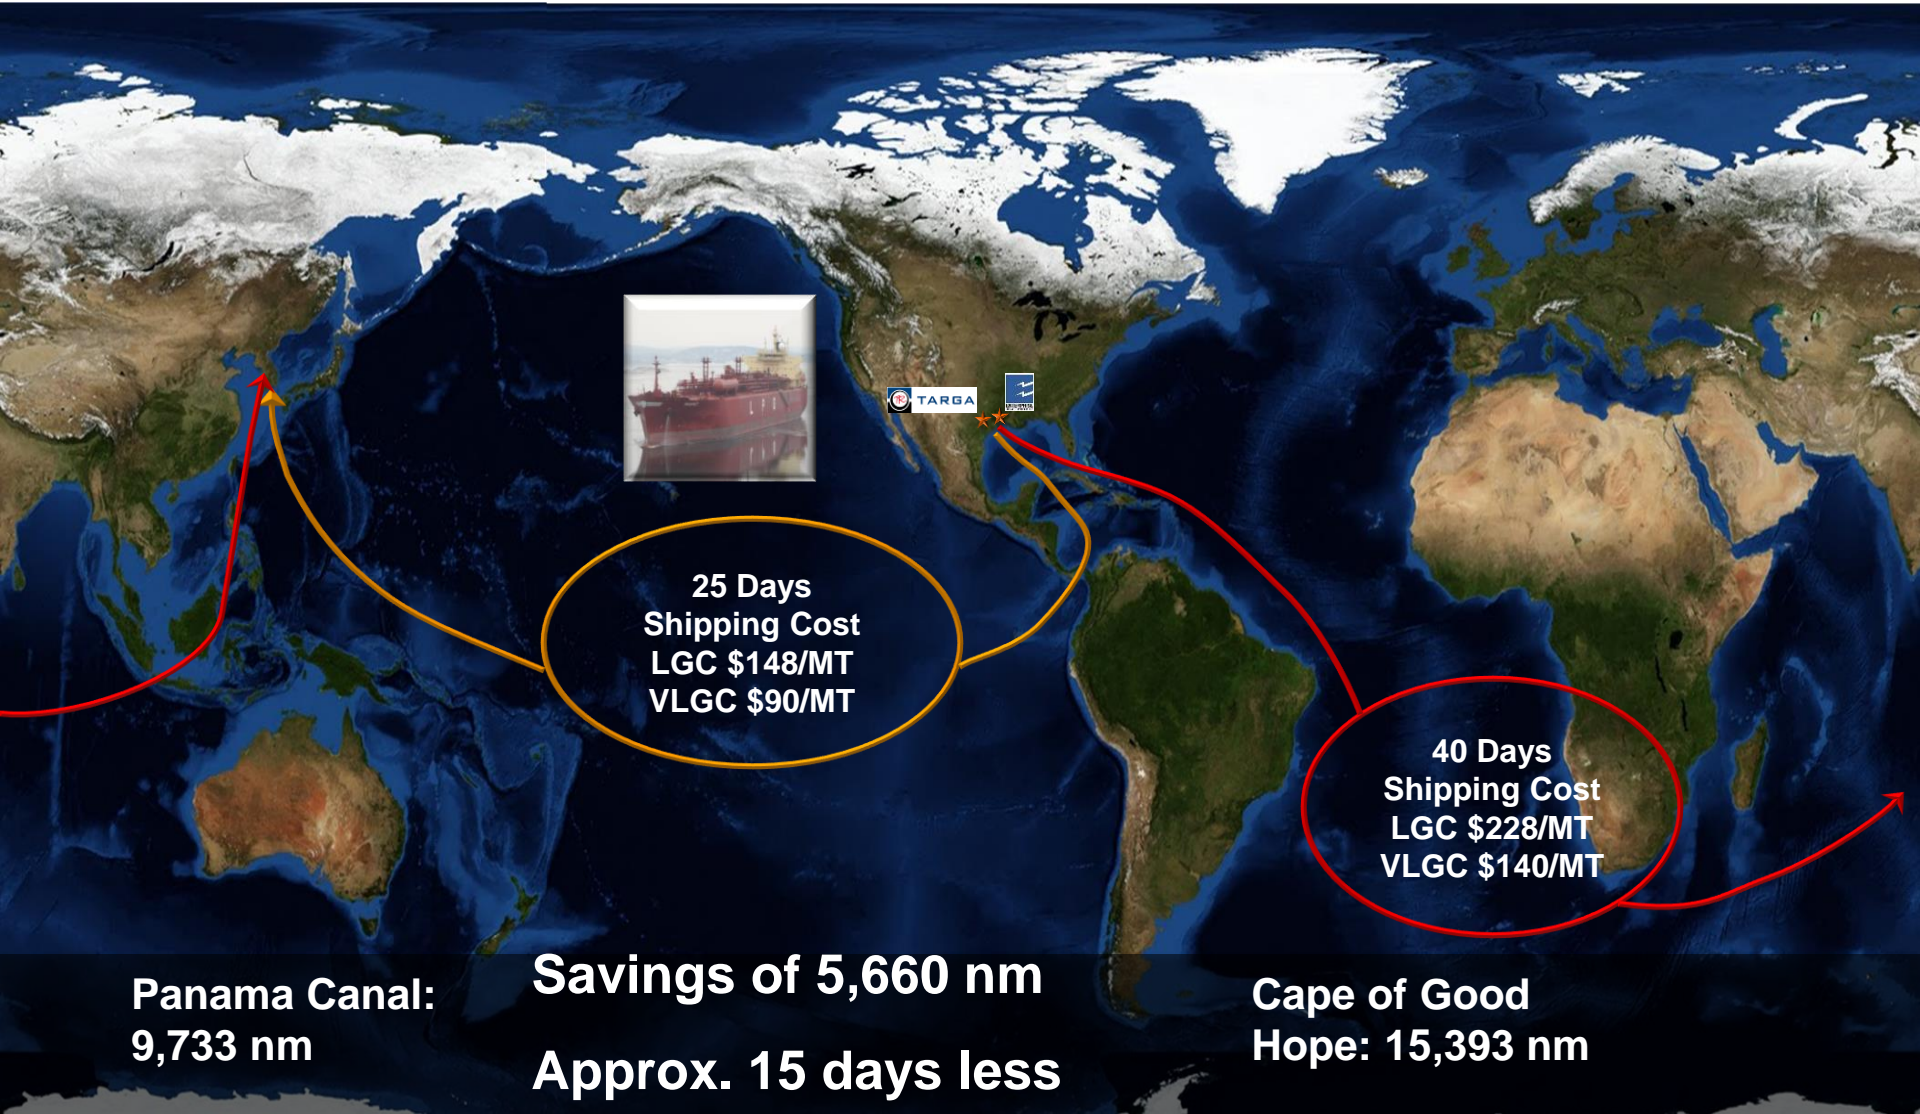 TARGA
25 Days
Shipping Cost
LGC $148/MT
VLGC $90/MT
40 Days
Shipping Cost
LGC $228/MT
VLGC $140/MT
Panama Canal:
9,733 nm
Savings of 5,660 nm
Approx. 15 days less
Cape of Good
Hope: 15,393 nm